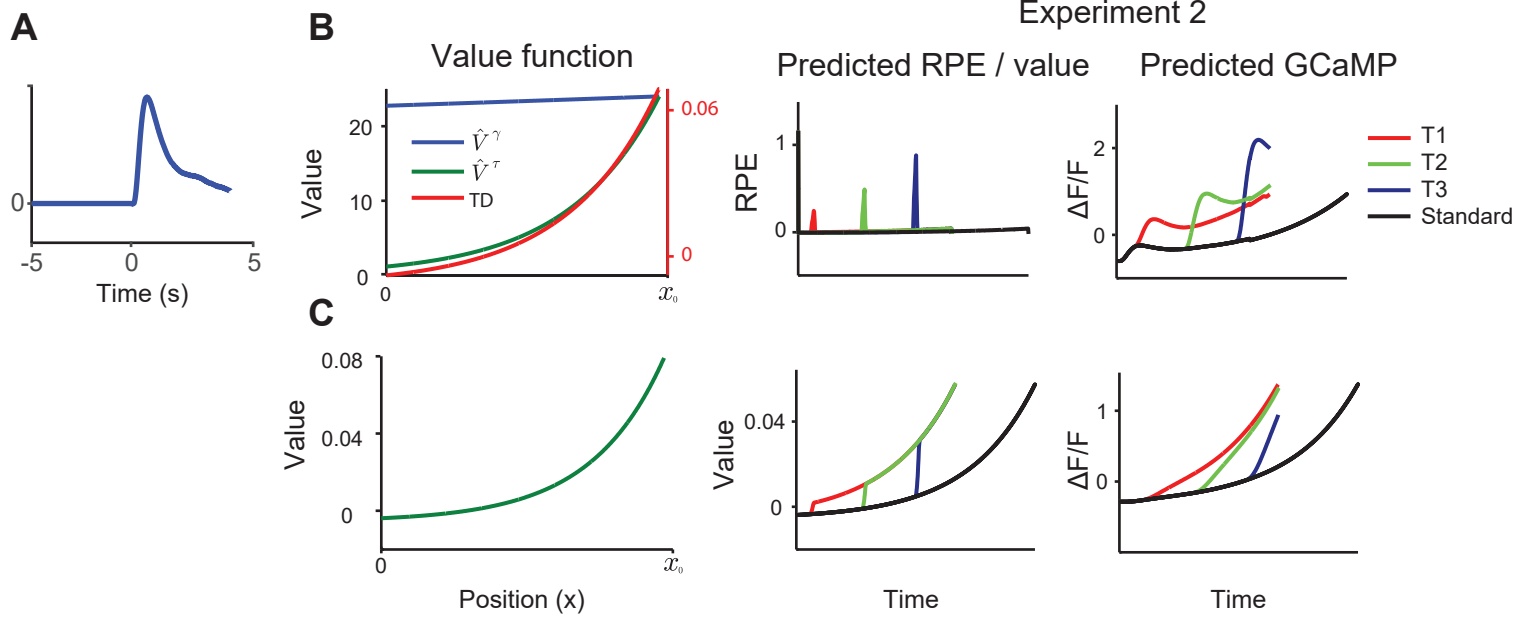 A
0
-5
0
5
Time (s)
B
Value function
Value
20
10
0
V̂ γ
V̂ τ
TD
0.06
0
0
x₀
Experiment 2
Predicted RPE / value
RPE
1
0
Predicted GCaMP
ΔF/F
2
0
T1
T2
T3
Standard
C
Value
0.08
0.04
0
0
x₀
Position (x)
Value
0.04
0
Time
ΔF/F
1
0
Time